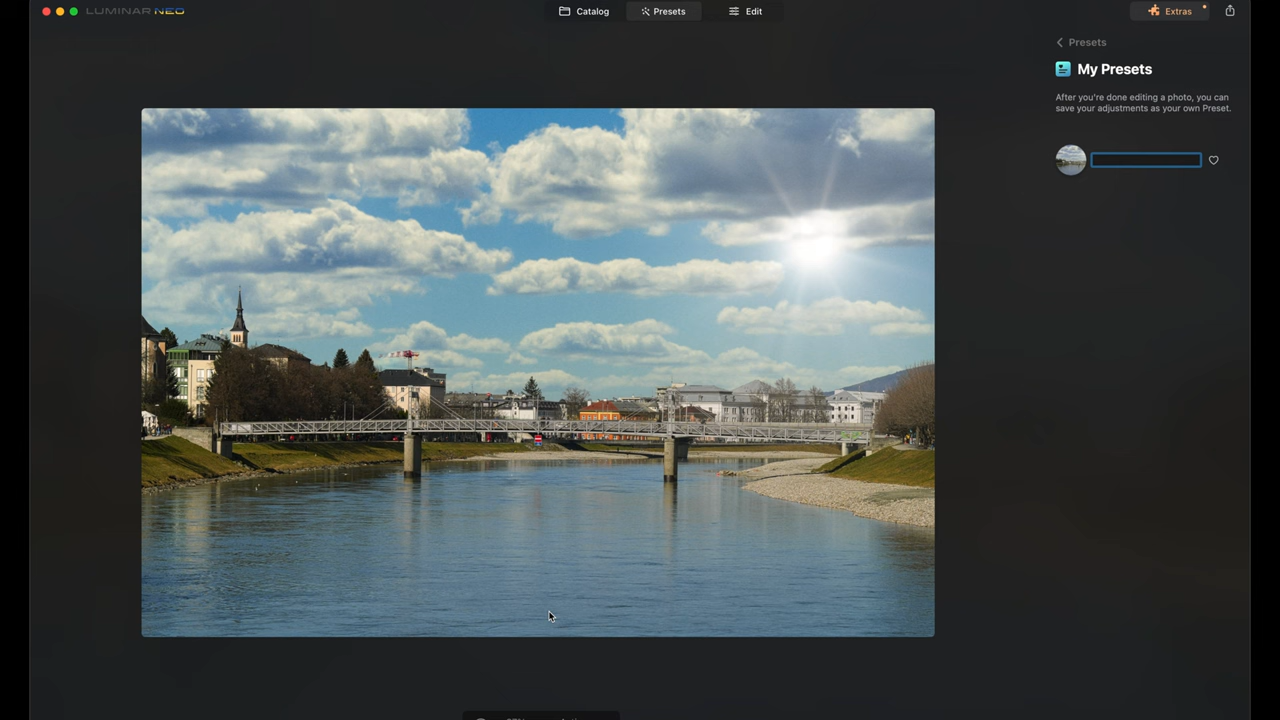 LUMINAR NEO
Catalog
Presets
Edit
Extras
Presets
My Presets
After you're done editing a photo, you can
save your adjustments as your own Preset.